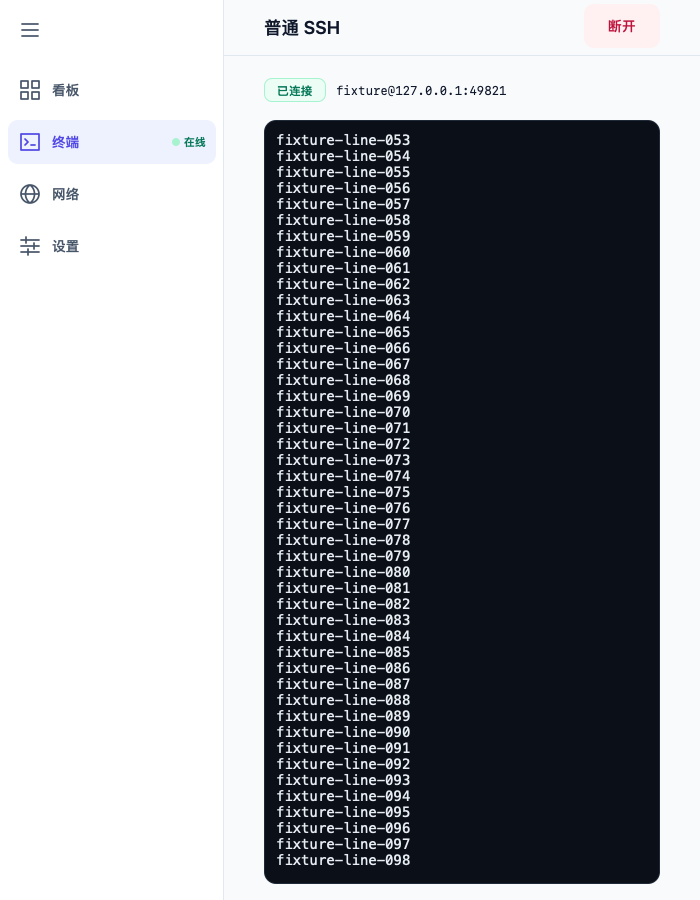 看板
终端
在线
网络
设置
普通 SSH
断开
已连接 fixture@127.0.0.1:49821
fixture-line-053
fixture-line-054
fixture-line-055
fixture-line-056
fixture-line-057
fixture-line-058
fixture-line-059
fixture-line-060
fixture-line-061
fixture-line-062
fixture-line-063
fixture-line-064
fixture-line-065
fixture-line-066
fixture-line-067
fixture-line-068
fixture-line-069
fixture-line-070
fixture-line-071
fixture-line-072
fixture-line-073
fixture-line-074
fixture-line-075
fixture-line-076
fixture-line-077
fixture-line-078
fixture-line-079
fixture-line-080
fixture-line-081
fixture-line-082
fixture-line-083
fixture-line-084
fixture-line-085
fixture-line-086
fixture-line-087
fixture-line-088
fixture-line-089
fixture-line-090
fixture-line-091
fixture-line-092
fixture-line-093
fixture-line-094
fixture-line-095
fixture-line-096
fixture-line-097
fixture-line-098